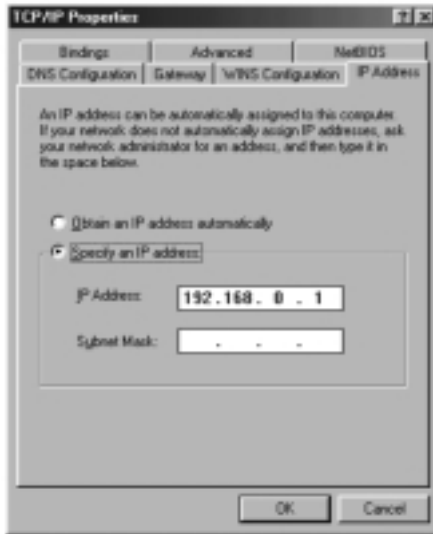 TCP/IP Properties
Bindings Advanced NetBIOS
DNS Configuration Gateway WINS Configuration IP Address
An IP address can be automatically assigned to this computer.
If your network does not automatically assign IP addresses, ask
your network administrator for an address, and then type it in
the space below.
Obtain an IP address automatically
Specify an IP address:
IP Address: 192.168. 0 . 1
Subnet Mask: . . .
OK Cancel